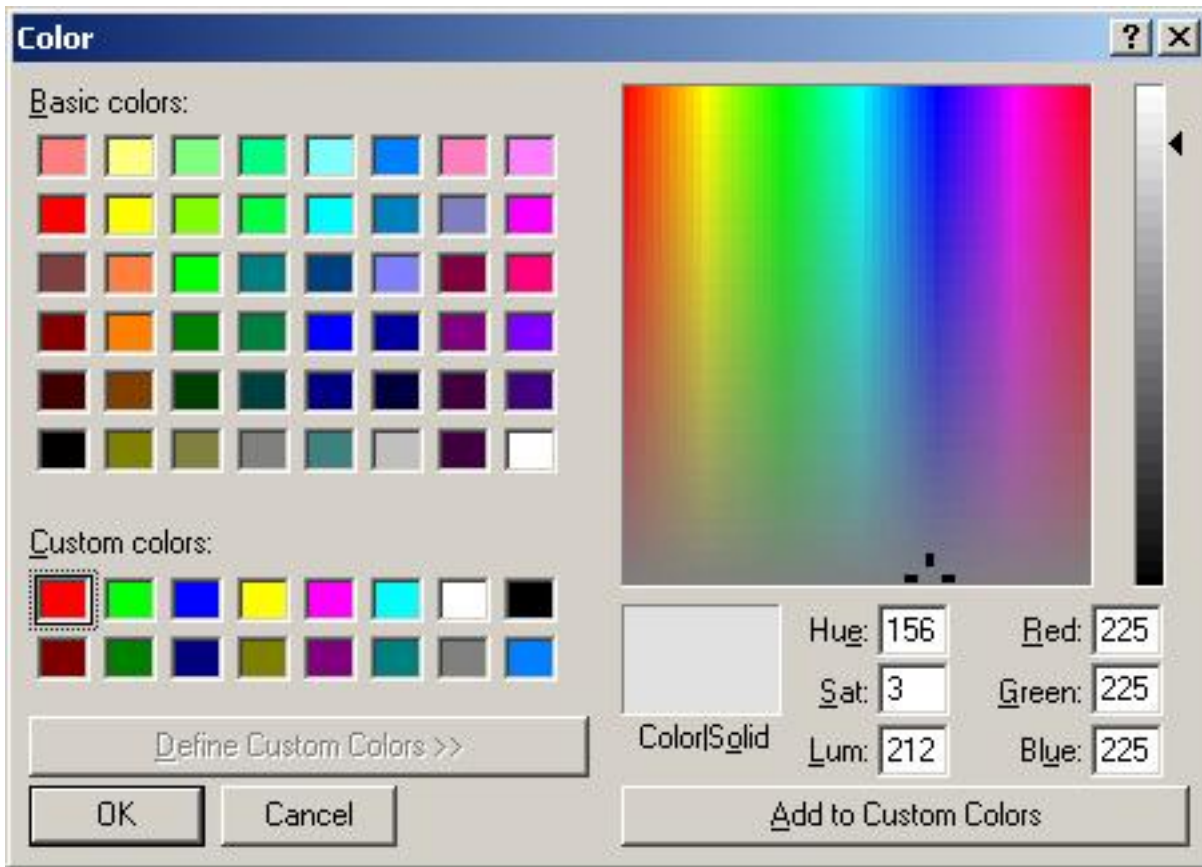 Color
Basic colors:
Custom colors:
Define Custom Colors >>
OK Cancel
Color|Solid
Hue: 156 Red: 225
Sat: 3 Green: 225
Lum: 212 Blue: 225
Add to Custom Colors